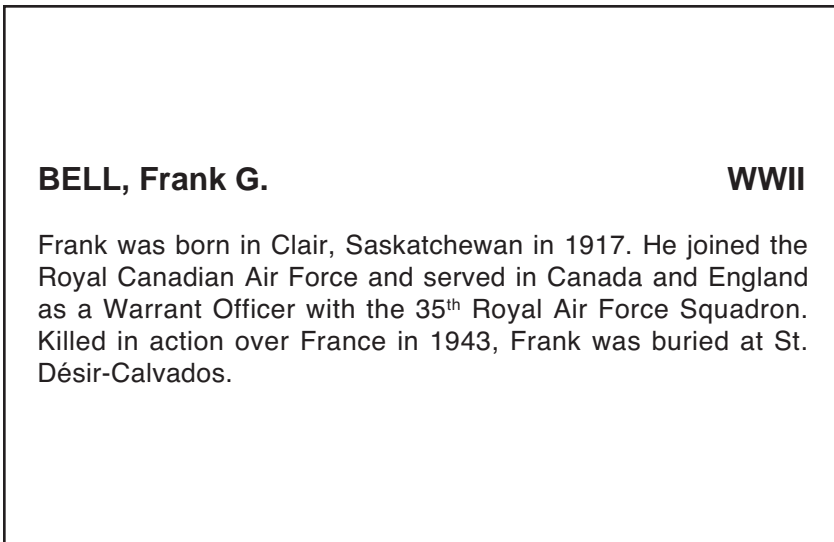 BELL, Frank G. WWII
Frank was born in Clair, Saskatchewan in 1917. He joined the
Royal Canadian Air Force and served in Canada and England
as a Warrant Officer with the 35th Royal Air Force Squadron.
Killed in action over France in 1943, Frank was buried at St.
Désir-Calvados.